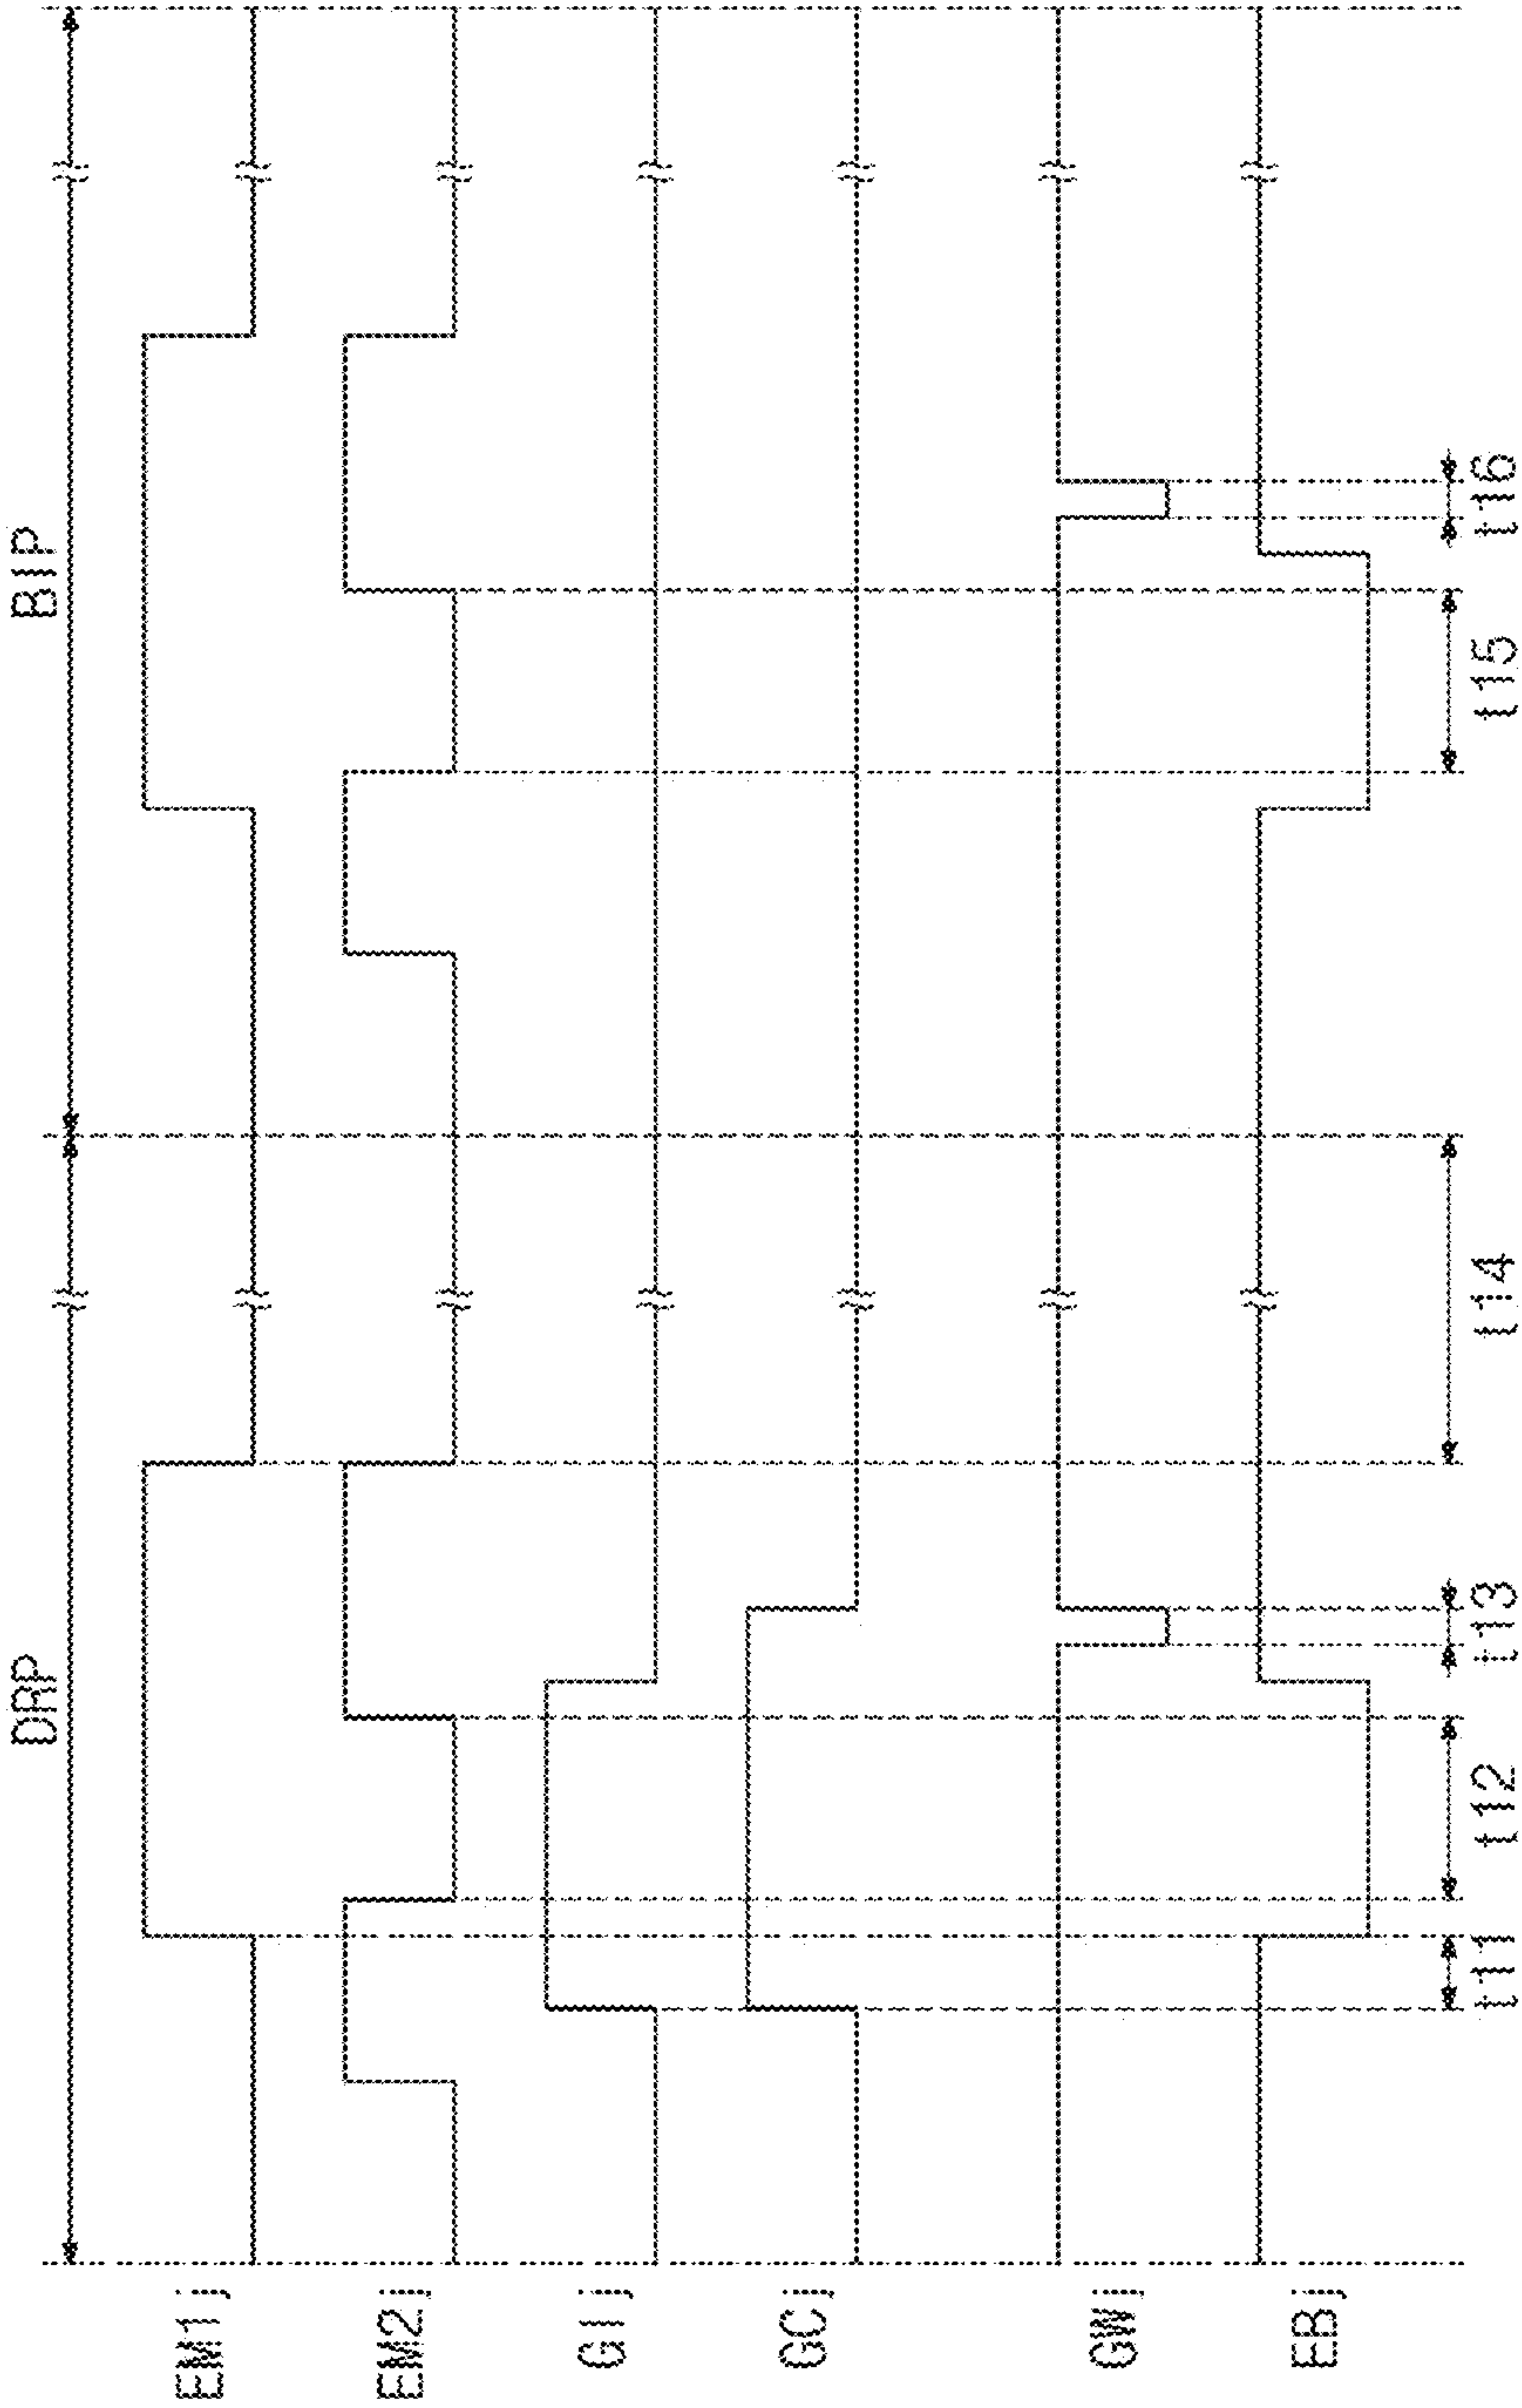 DRP
BIP
EM1j
EM2j
GIj
GCj
GWj
EBj
t11
t12
t13
t14
t15
t16